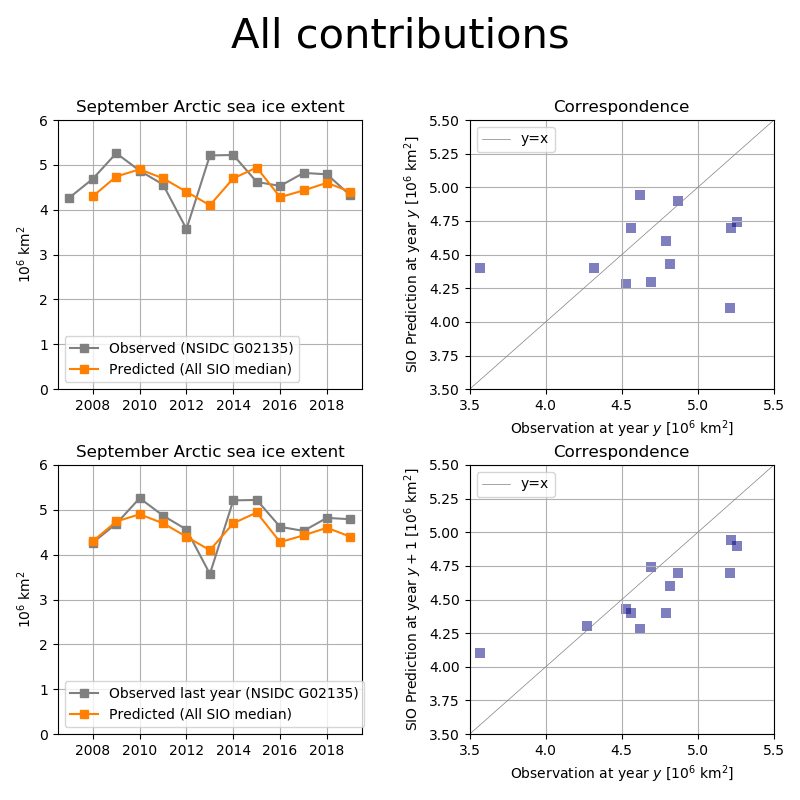 All contributions
September Arctic sea ice extent
10⁶ km²
6
5
4
3
2
1
0
2008 2010 2012 2014 2016 2018
Observed (NSIDC G02135)
Predicted (All SIO median)
Correspondence
SIO Prediction at year y [10⁶ km²]
5.50
5.25
5.00
4.75
4.50
4.25
4.00
3.75
3.50
y=x
3.5 4.0 4.5 5.0 5.5
Observation at year y [10⁶ km²]
September Arctic sea ice extent
10⁶ km²
6
5
4
3
2
1
0
2008 2010 2012 2014 2016 2018
Observed last year (NSIDC G02135)
Predicted (All SIO median)
Correspondence
SIO Prediction at year y + 1 [10⁶ km²]
5.50
5.25
5.00
4.75
4.50
4.25
4.00
3.75
3.50
y=x
3.5 4.0 4.5 5.0 5.5
Observation at year y [10⁶ km²]